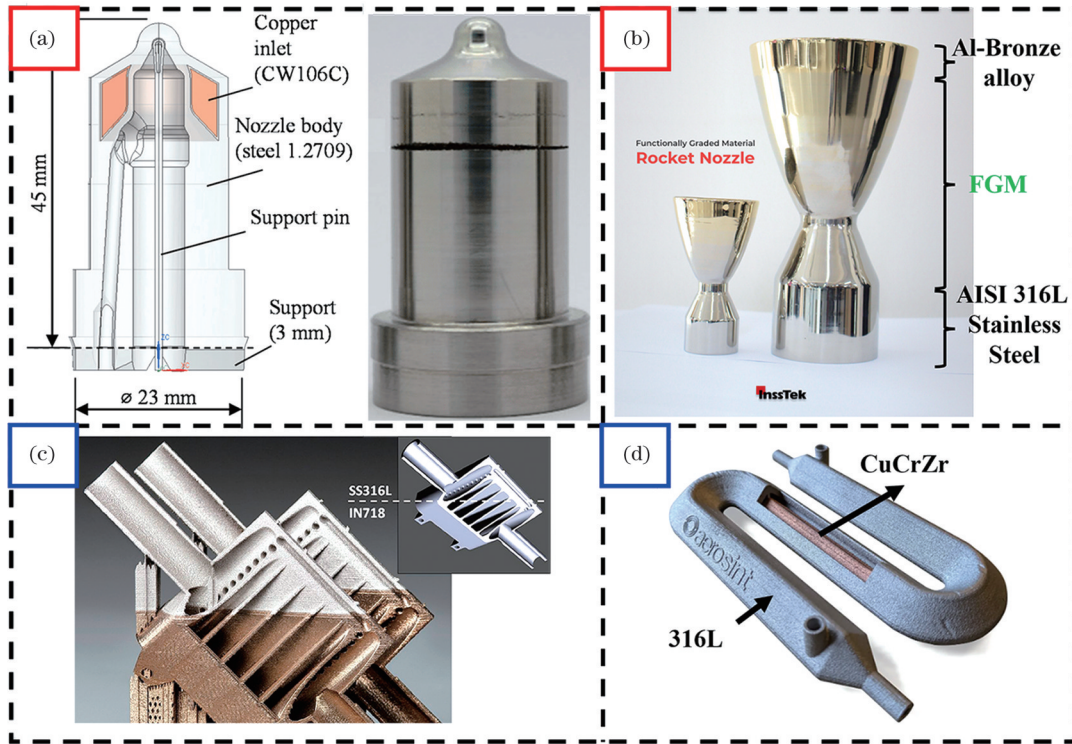 (a)
Copper
inlet
(CW106C)
Nozzle body
(steel 1.2709)
Support pin
Support
(3 mm)
45 mm
ø 23 mm
(b)
Functionally Graded Material
Rocket Nozzle
Al-Bronze
alloy
FGM
AISI 316L
Stainless
Steel
InssTek
(c)
SS316L
IN718
(d)
CuCrZr
aerosint
316L